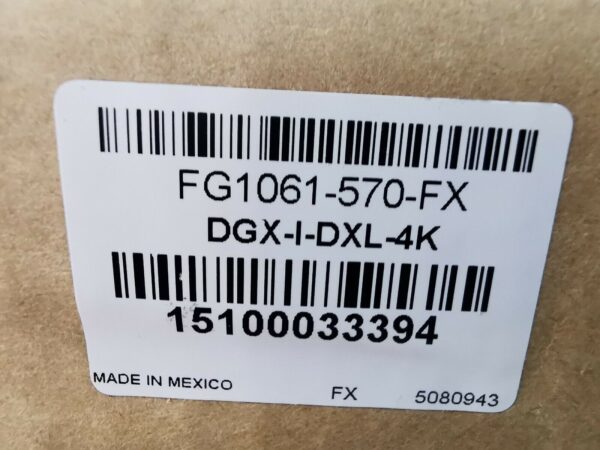 FG1061-570-FX
DGX-I-DXL-4K
15100033394
MADE IN MEXICO FX 5080943